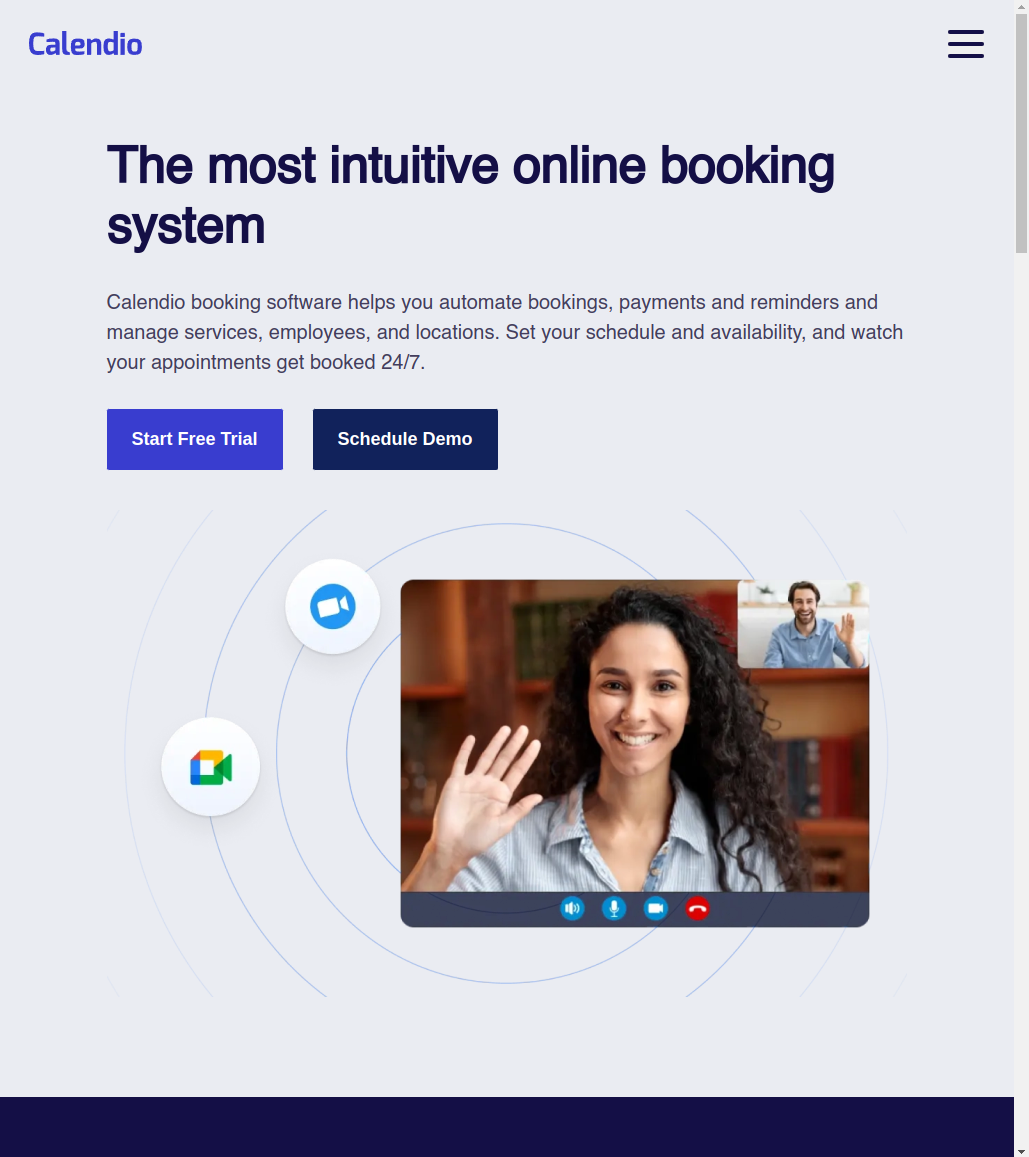 Calendio
The most intuitive online booking
system
Calendio booking software helps you automate bookings, payments and reminders and
manage services, employees, and locations. Set your schedule and availability, and watch
your appointments get booked 24/7.
Start Free Trial
Schedule Demo